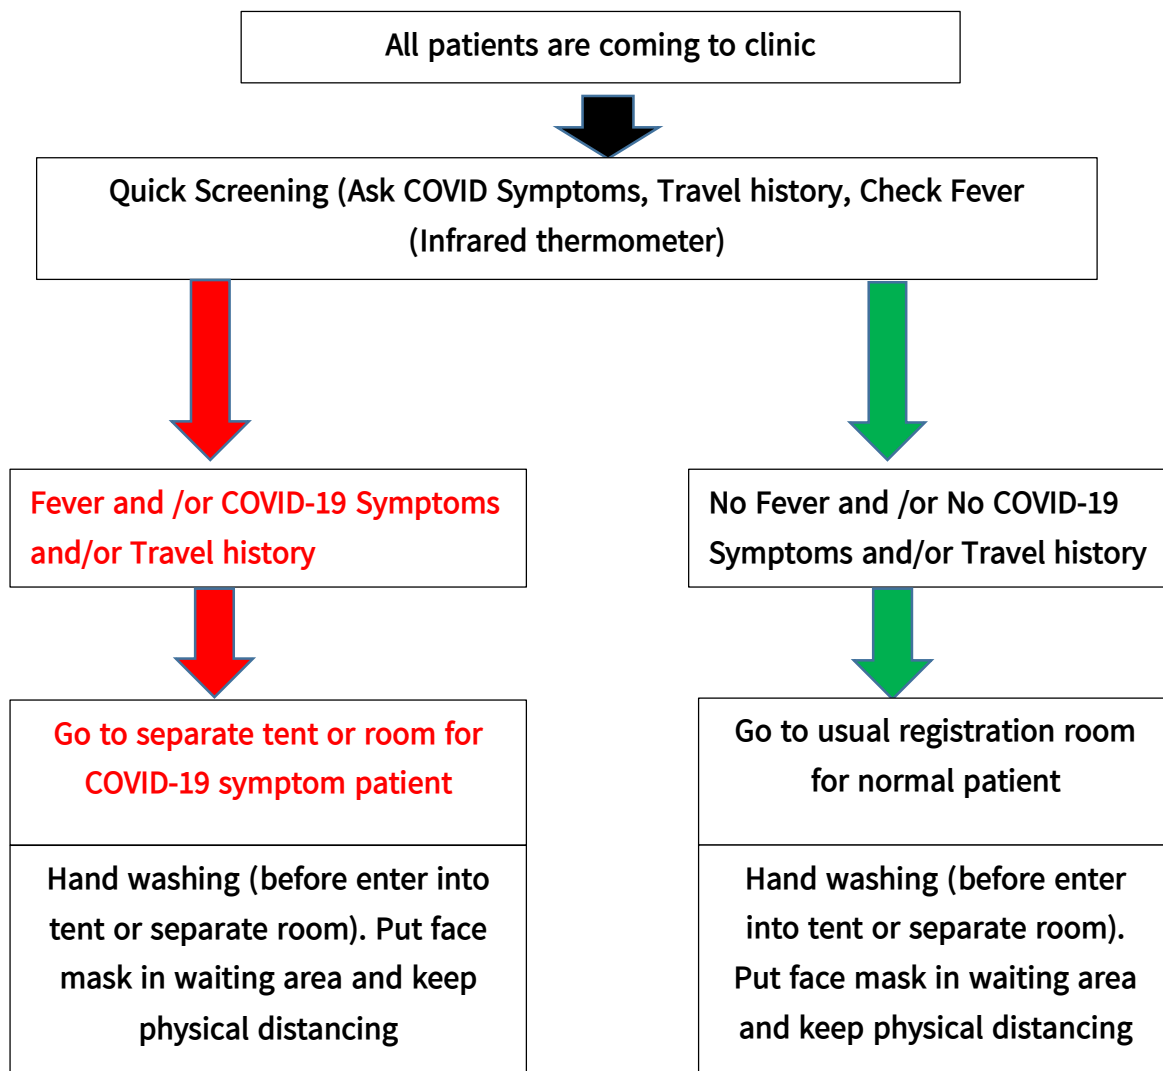 All patients are coming to clinic
Quick Screening (Ask COVID Symptoms, Travel history, Check Fever
(Infrared thermometer)
Fever and /or COVID-19 Symptoms
and/or Travel history
No Fever and /or No COVID-19
Symptoms and/or Travel history
Go to separate tent or room for
COVID-19 symptom patient
Go to usual registration room
for normal patient
Hand washing (before enter into
tent or separate room). Put face
mask in waiting area and keep
physical distancing
Hand washing (before enter
into tent or separate room).
Put face mask in waiting area
and keep physical distancing